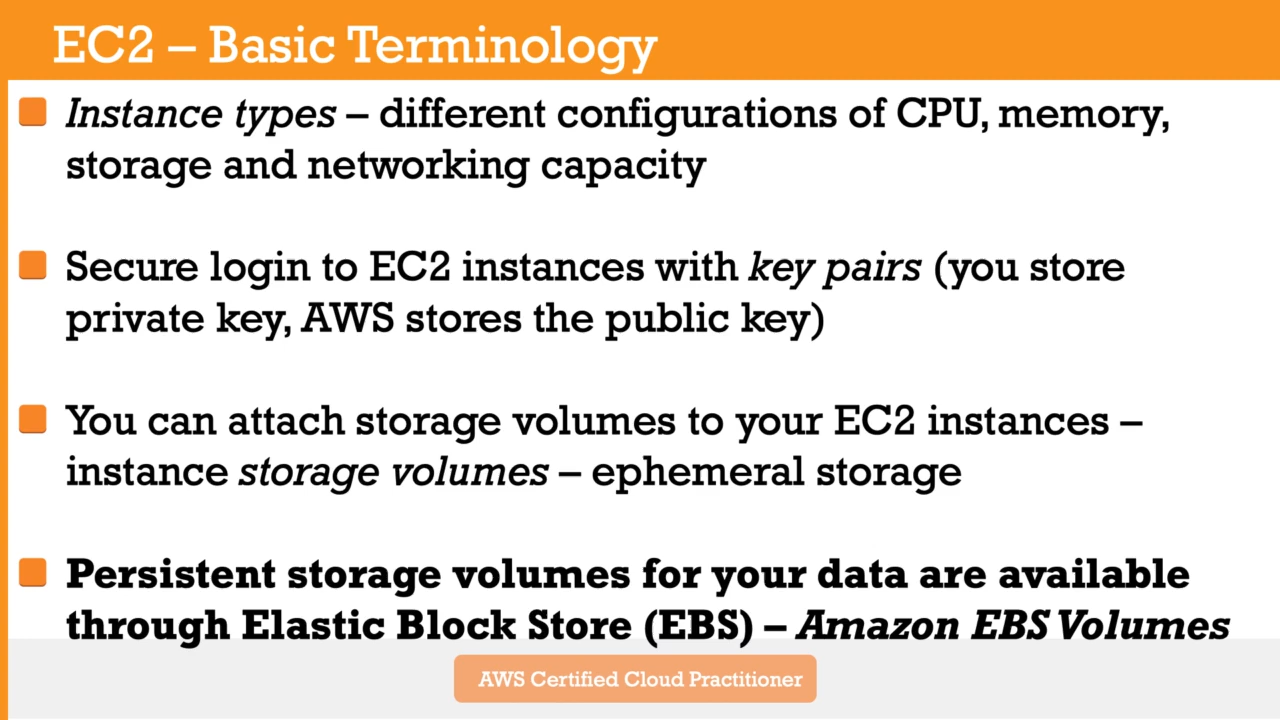 EC2 – Basic Terminology
Instance types – different configurations of CPU, memory,
storage and networking capacity
Secure login to EC2 instances with key pairs (you store
private key, AWS stores the public key)
You can attach storage volumes to your EC2 instances –
instance storage volumes – ephemeral storage
Persistent storage volumes for your data are available
through Elastic Block Store (EBS) – Amazon EBS Volumes
AWS Certified Cloud Practitioner